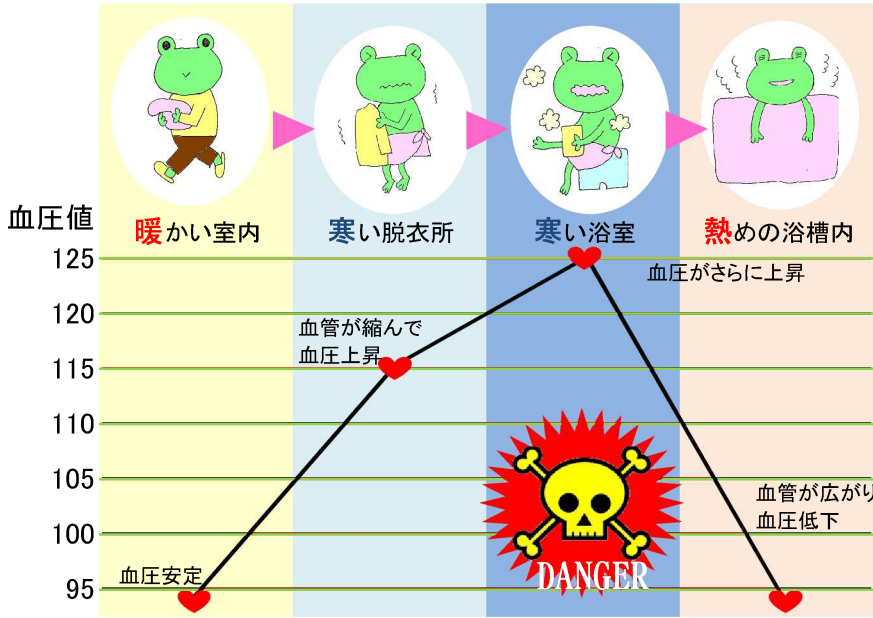 血圧値
暖かい室内
寒い脱衣所
寒い浴室
熱めの浴槽内
125
120
115
110
105
100
95
血圧安定
血管が縮んで
血圧上昇
血圧がさらに上昇
血管が広がり
血圧低下
DANGER